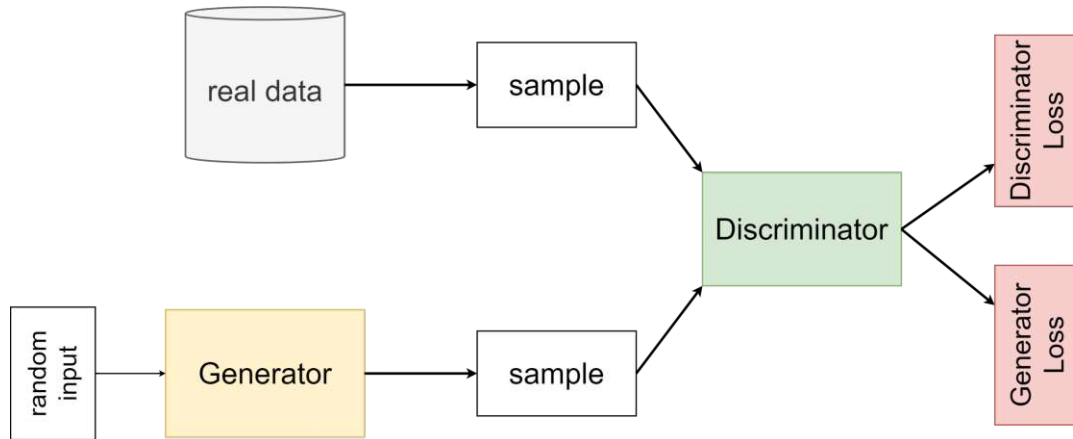 real data
sample
Discriminator
Loss
Discriminator
random
input
Generator
sample
Generator
Loss